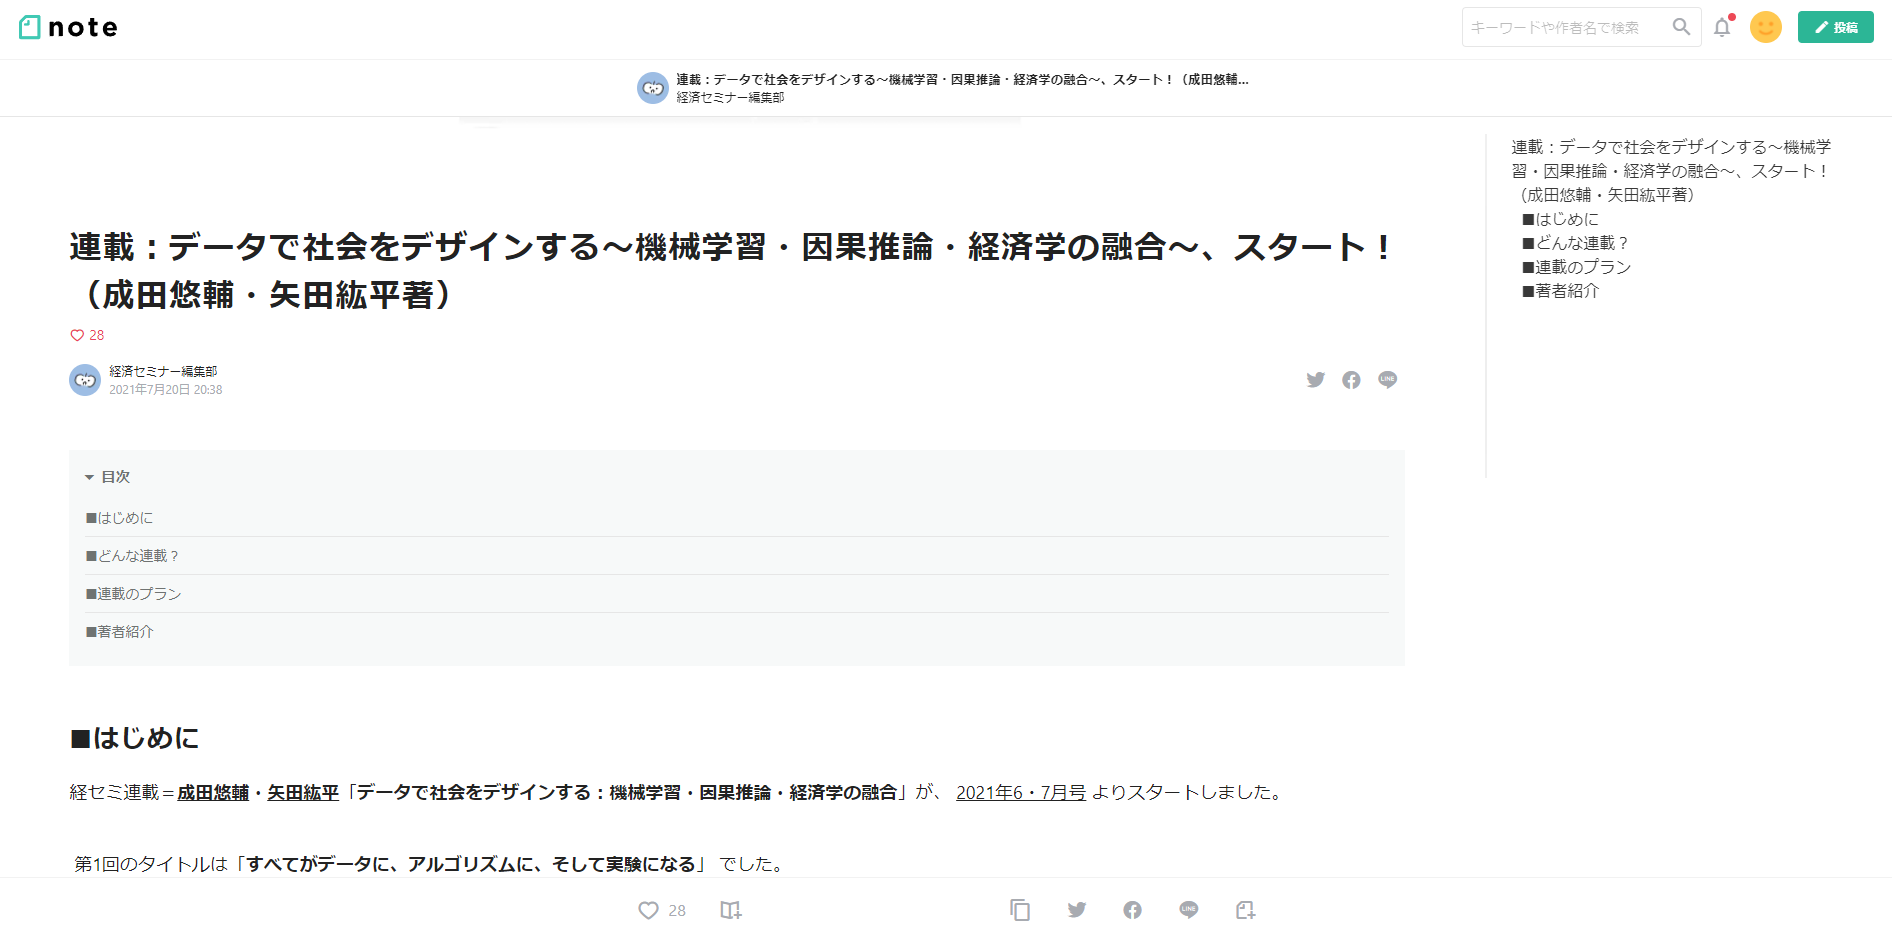 note
キーワードや作者名で検索
投稿
連載：データで社会をデザインする～機械学習・因果推論・経済学の融合～、スタート！（成田悠輔...
経済セミナー編集部
連載：データで社会をデザインする～機械学習・因果推論・経済学の融合～、スタート！
（成田悠輔・矢田紘平著）
28
経済セミナー編集部
2021年7月20日 20:38
LINE
目次
■はじめに
■どんな連載？
■連載のプラン
■著者紹介
■はじめに
経セミ連載＝成田悠輔・矢田紘平「データで社会をデザインする：機械学習・因果推論・経済学の融合」が、 2021年6・7月号 よりスタートしました。
第1回のタイトルは「すべてがデータに、アルゴリズムに、そして実験になる」 でした。
連載：データで社会をデザインする～機械学
習・因果推論・経済学の融合～、スタート！
（成田悠輔・矢田紘平著）
■はじめに
■どんな連載？
■連載のプラン
■著者紹介
28
LINE